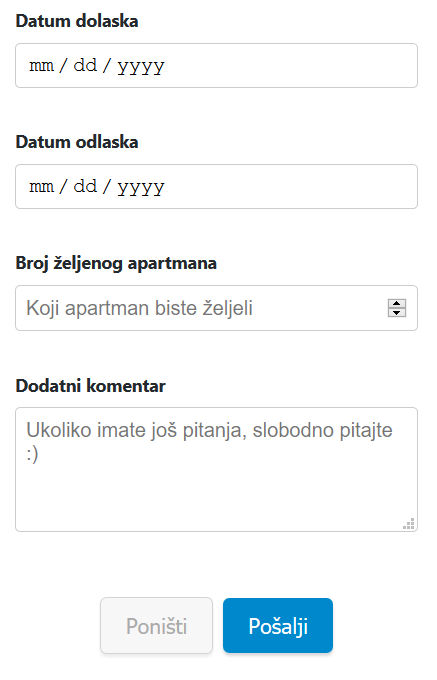 Datum dolaska
mm / dd / yyyy
Datum odlaska
mm / dd / yyyy
Broj željenog apartmana
Koji apartman biste željeli
Dodatni komentar
Ukoliko imate još pitanja, slobodno pitajte
:)
Poništi
Pošalji